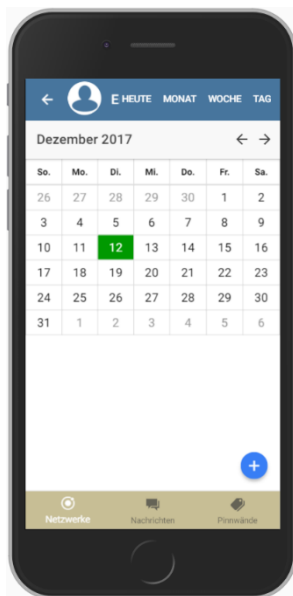 E HEUTE MONAT WOCHE TAG
Dezember 2017
So. Mo. Di. Mi. Do. Fr. Sa.
26 27 28 29 30 1 2
3 4 5 6 7 8 9
10 11 12 13 14 15 16
17 18 19 20 21 22 23
24 25 26 27 28 29 30
31 1 2 3 4 5 6
Netzwerke Nachrichten Pinnwände